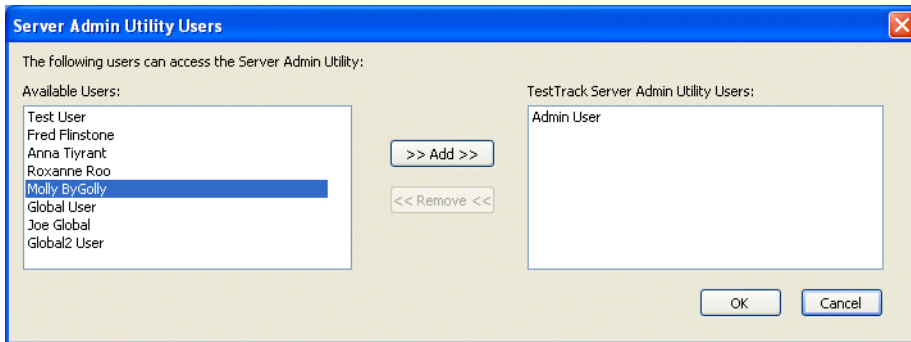 Server Admin Utility Users
The following users can access the Server Admin Utility:
Available Users:
Test User
Fred Flinstone
Anna Tiyrant
Roxanne Roo
Molly ByGolly
Global User
Joe Global
Global2 User
>> Add >>
<< Remove <<
TestTrack Server Admin Utility Users:
Admin User
OK
Cancel